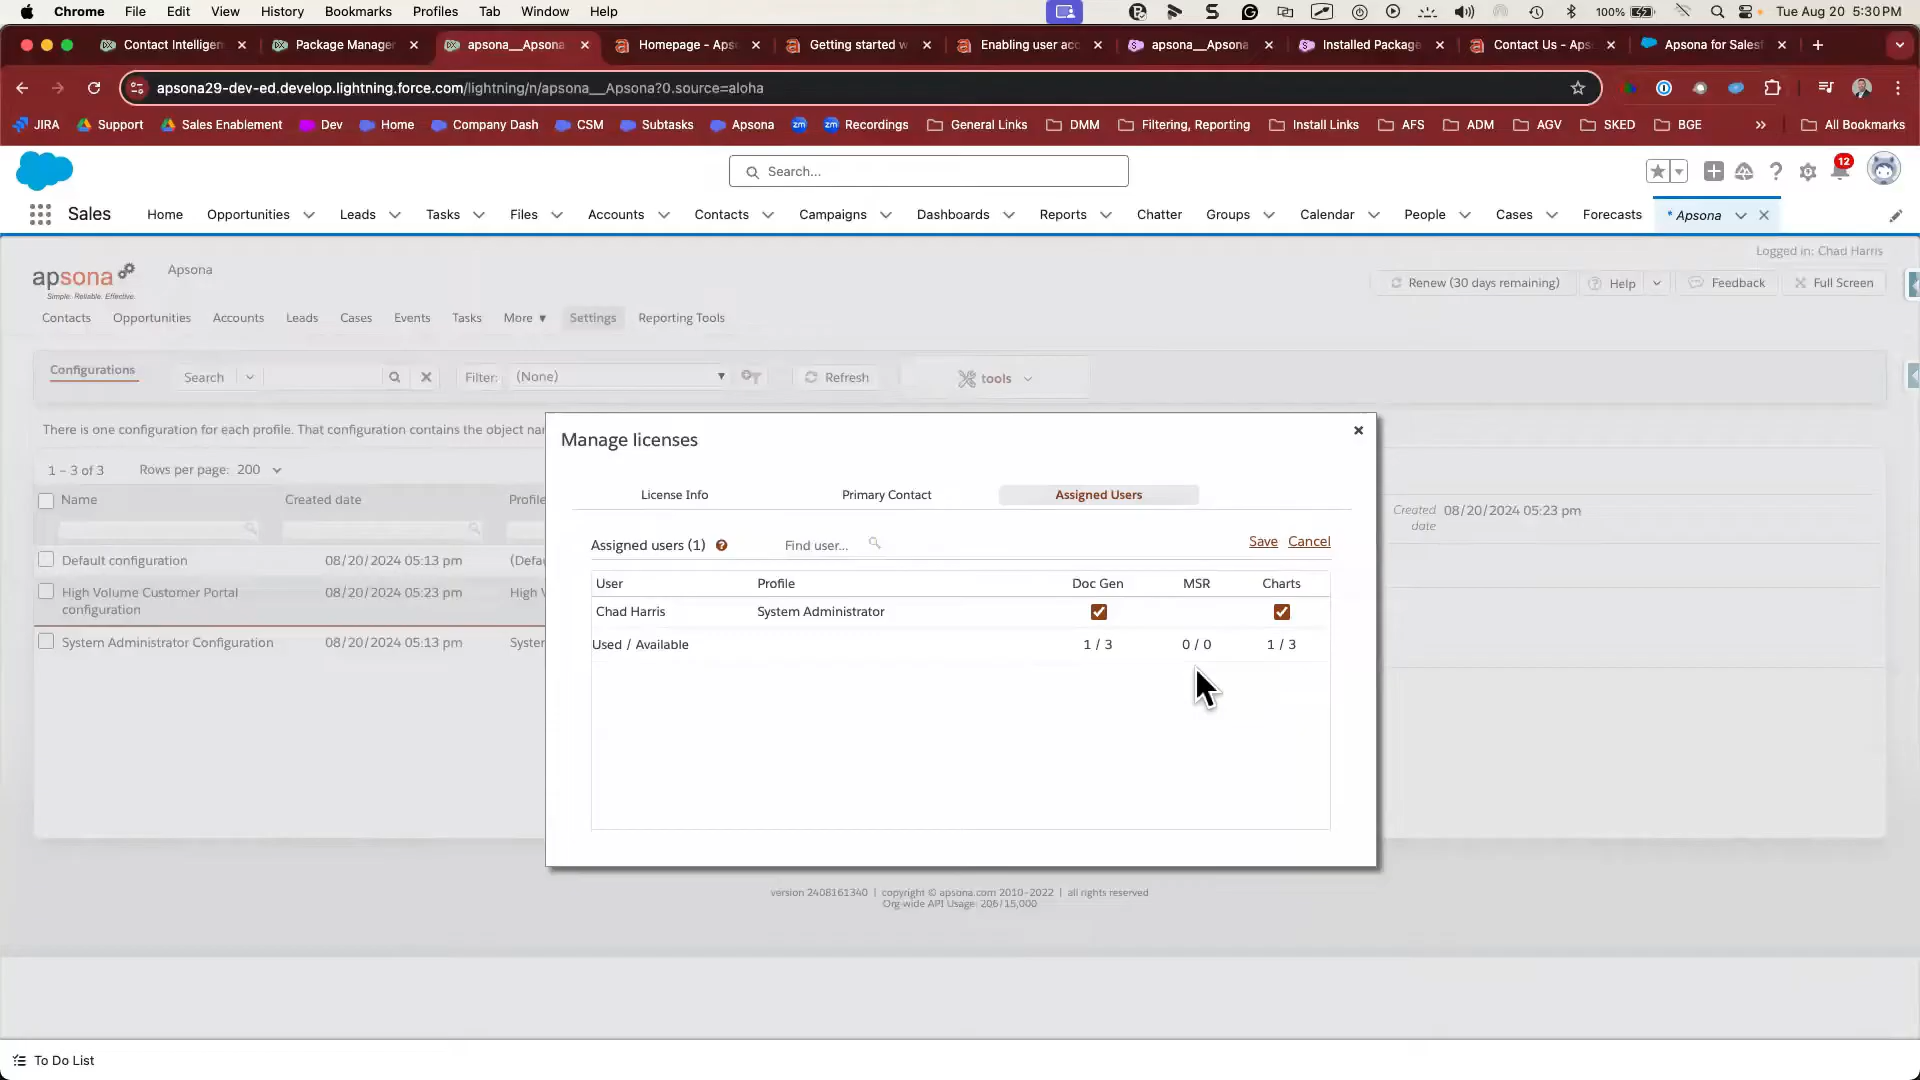 Chrome File Edit View History Bookmarks Profiles Tab Window Help 100% Tue Aug 20 5:30 PM
Contact Intelligen Package Manager apsona__Apsona Homepage - Aps Getting started w Enabling user acc apsona__Apsona Installed Package Contact Us - Aps Apsona for Salesf
apsona29-dev-ed.develop.lightning.force.com/lightning/n/apsona__Apsona?0.source=aloha
JIRA Support Sales Enablement Dev Home Company Dash CSM Subtasks Apsona zm zm Recordings General Links DMM Filtering, Reporting Install Links AFS ADM AGV SKED BGE » All Bookmarks
Search... 12
Sales Home Opportunities Leads Tasks Files Accounts Contacts Campaigns Dashboards Reports Chatter Groups Calendar People Cases Forecasts * Apsona
Logged in: Chad Harris
apsona Apsona
Simple. Reliable. Effective.
Renew (30 days remaining) Help Feedback Full Screen
Contacts Opportunities Accounts Leads Cases Events Tasks More ▼ Settings Reporting Tools
Configurations Search Filter: (None) Refresh tools
There is one configuration for each profile. That configuration contains the object nam
1 – 3 of 3 Rows per page: 200
Name Created date Profile
Default configuration 08/20/2024 05:13 pm (Defau
High Volume Customer Portal configuration 08/20/2024 05:23 pm High V
System Administrator Configuration 08/20/2024 05:13 pm System
Created date 08/20/2024 05:23 pm
Manage licenses
License Info Primary Contact Assigned Users
Assigned users (1) Find user... Save Cancel
User Profile Doc Gen MSR Charts
Chad Harris System Administrator
Used / Available 1 / 3 0 / 0 1 / 3
version 2408161340 | copyright © apsona.com 2010-2022 | all rights reserved
Org-wide API Usage: 206/15,000
To Do List